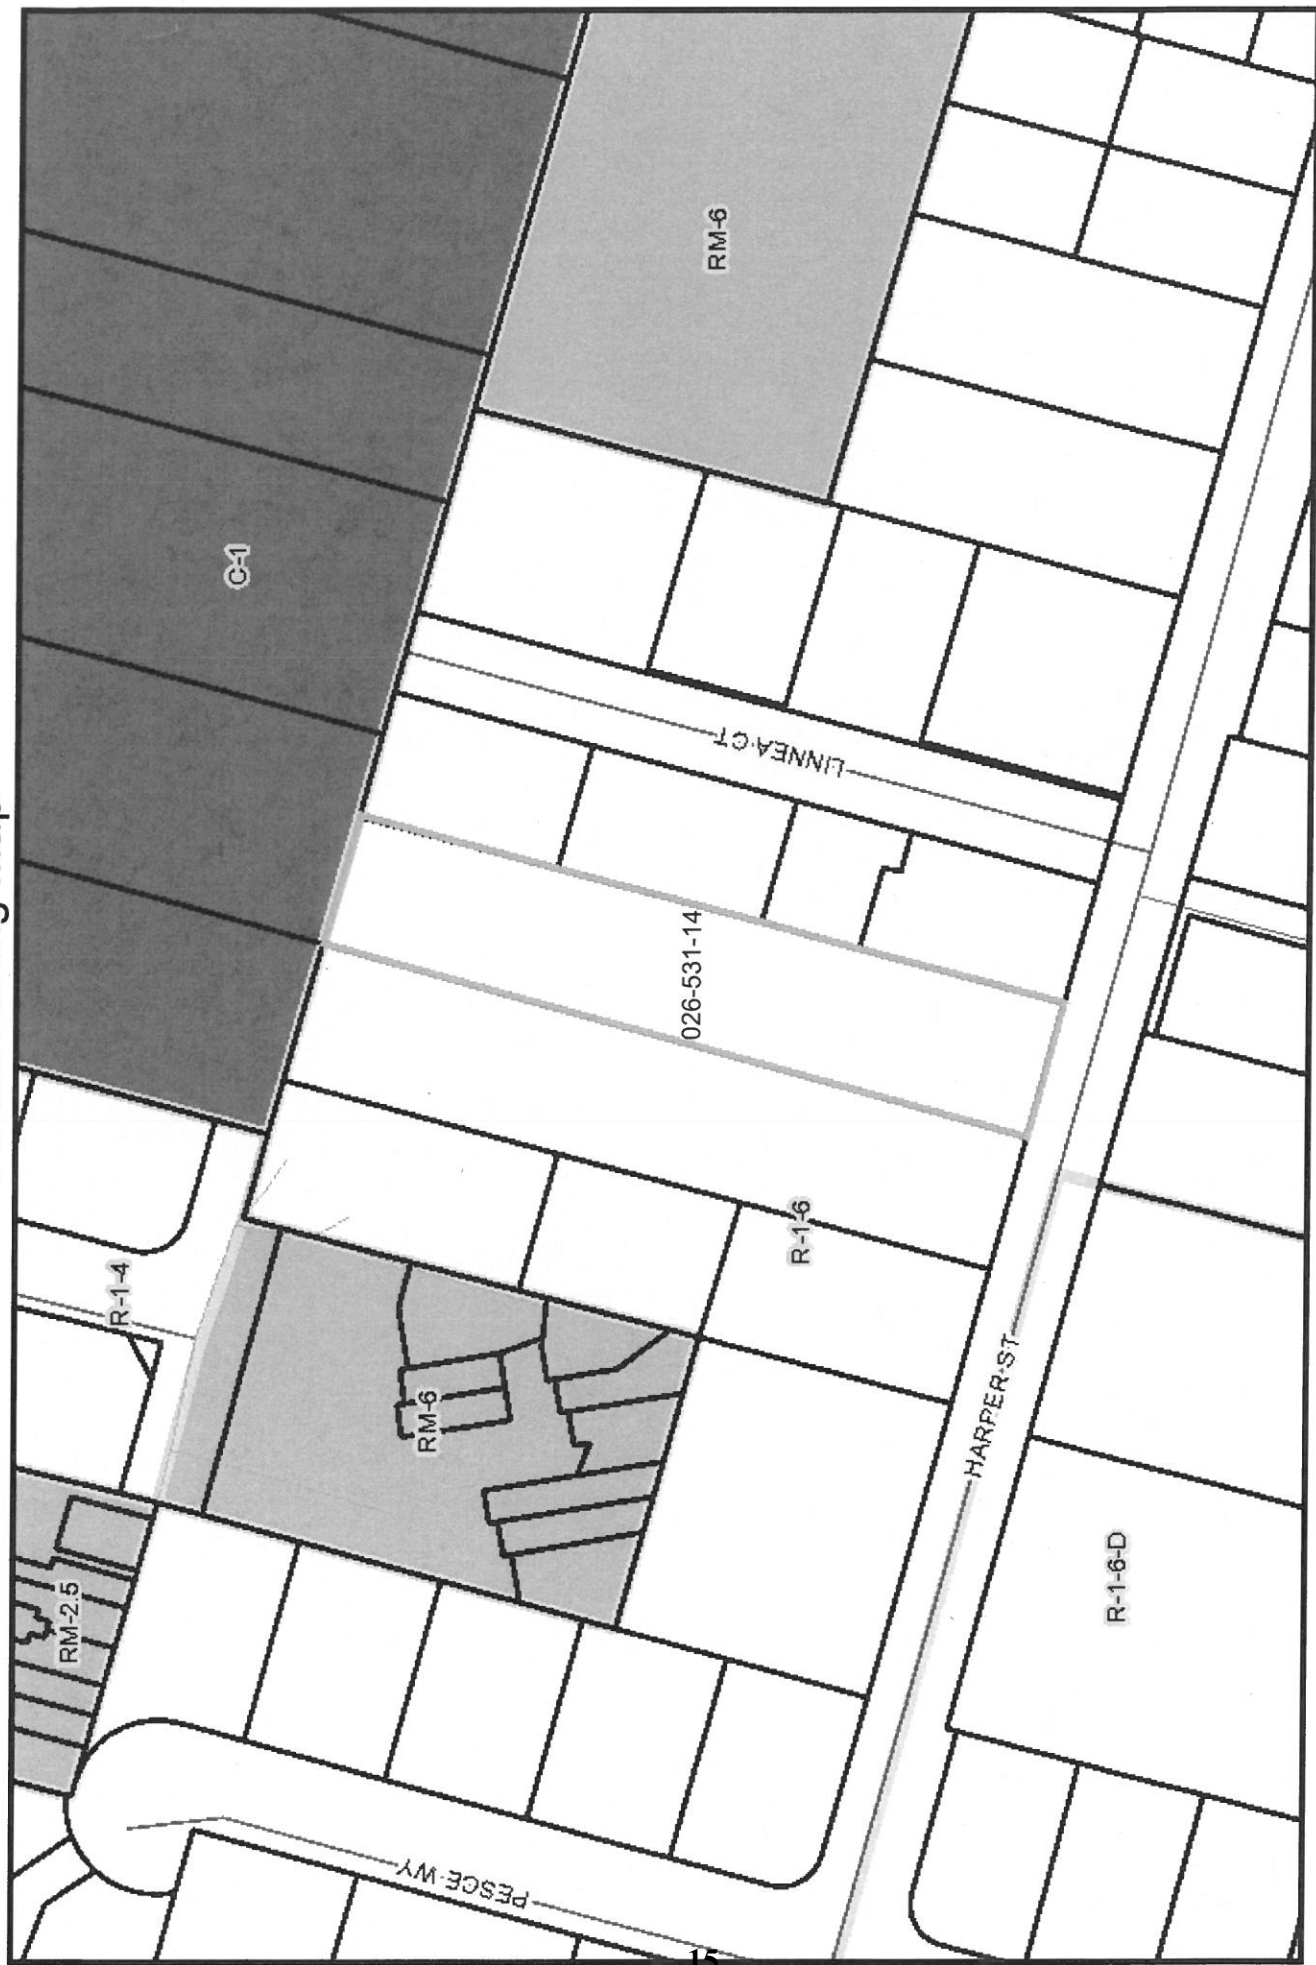 C-1
RM-6
LINNEA CT
026-531-14
R-1-4
R-1-6
RM-6
HARPER ST
RM-2.5
R-1-6-D
PESCE WY
15